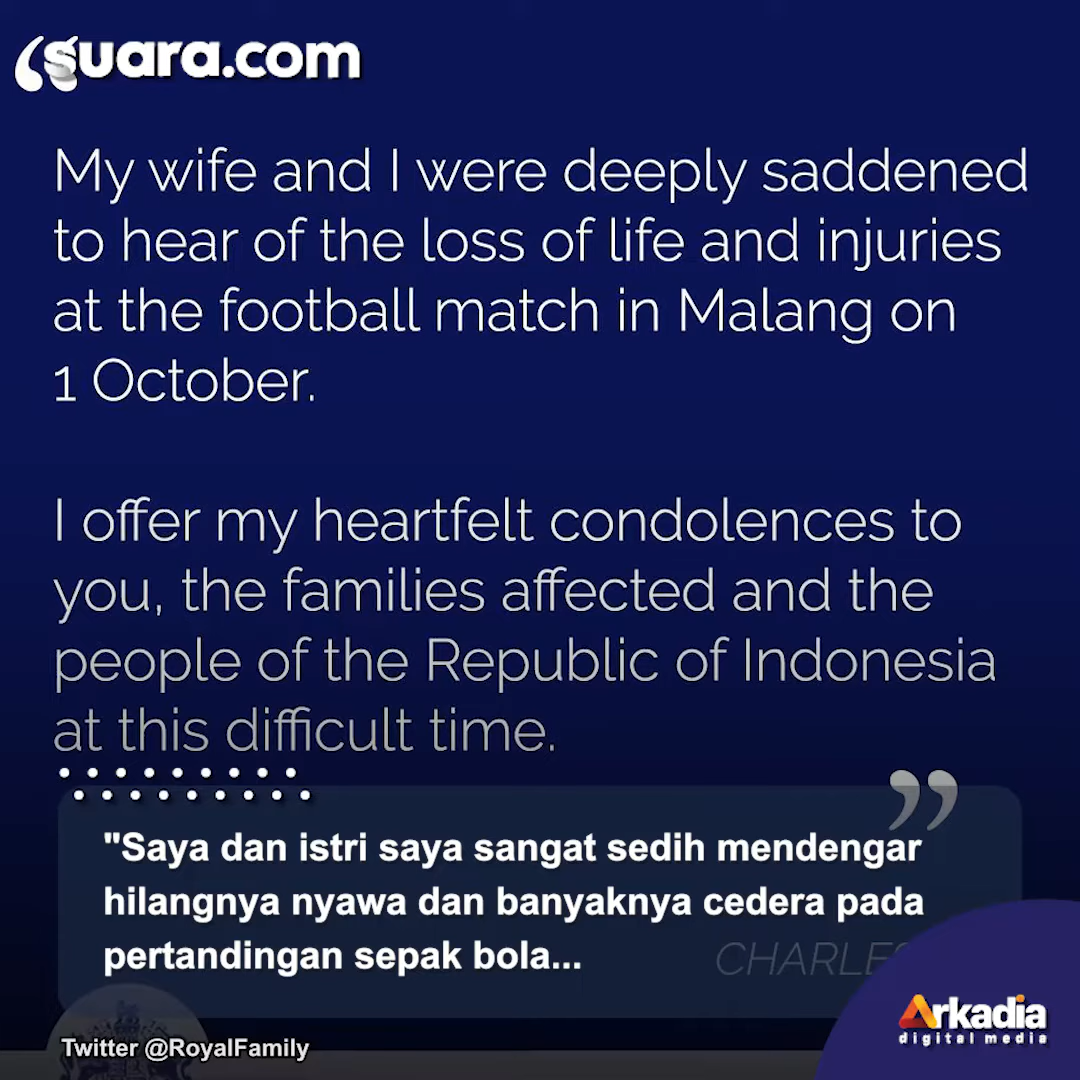 suara.com
My wife and I were deeply saddened
to hear of the loss of life and injuries
at the football match in Malang on
1 October.
I offer my heartfelt condolences to
you, the families affected and the
people of the Republic of Indonesia
at this difficult time.
"Saya dan istri saya sangat sedih mendengar
hilangnya nyawa dan banyaknya cedera pada
pertandingan sepak bola...
Twitter @RoyalFamily
Arkadia
digital media